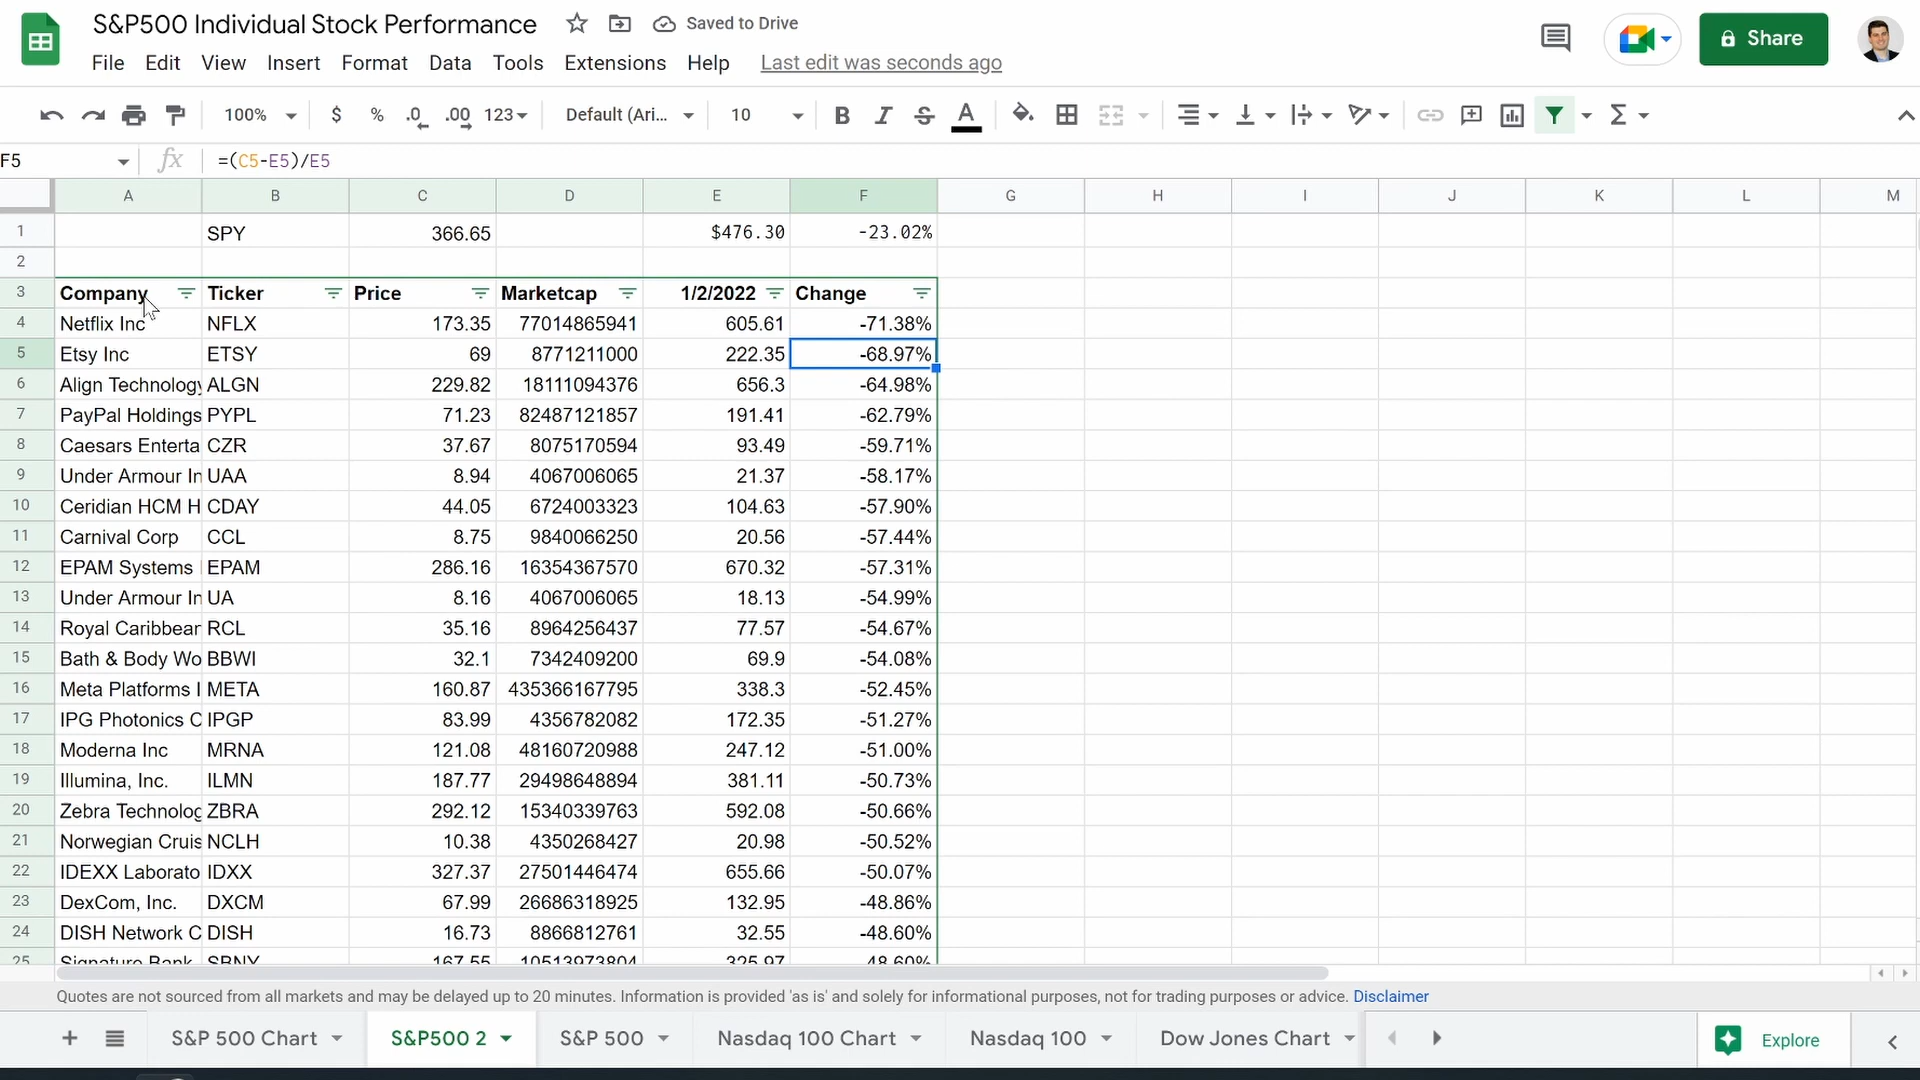 S&P500 Individual Stock Performance Saved to Drive
File Edit View Insert Format Data Tools Extensions Help Last edit was seconds ago
Share
100% $ % .0 .00 123 Default (Ari... 10 B I S A Σ
F5 fx =(C5-E5)/E5
A B C D E F G H I J K L M
1 SPY 366.65 $476.30 -23.02%
2
3 Company Ticker Price Marketcap 1/2/2022 Change
4 Netflix Inc NFLX 173.35 77014865941 605.61 -71.38%
5 Etsy Inc ETSY 69 8771211000 222.35 -68.97%
6 Align Technology ALGN 229.82 18111094376 656.3 -64.98%
7 PayPal Holdings PYPL 71.23 82487121857 191.41 -62.79%
8 Caesars Enterta CZR 37.67 8075170594 93.49 -59.71%
9 Under Armour In UAA 8.94 4067006065 21.37 -58.17%
10 Ceridian HCM H CDAY 44.05 6724003323 104.63 -57.90%
11 Carnival Corp CCL 8.75 9840066250 20.56 -57.44%
12 EPAM Systems EPAM 286.16 16354367570 670.32 -57.31%
13 Under Armour In UA 8.16 4067006065 18.13 -54.99%
14 Royal Caribbean RCL 35.16 8964256437 77.57 -54.67%
15 Bath & Body Wo BBWI 32.1 7342409200 69.9 -54.08%
16 Meta Platforms I META 160.87 435366167795 338.3 -52.45%
17 IPG Photonics C IPGP 83.99 4356782082 172.35 -51.27%
18 Moderna Inc MRNA 121.08 48160720988 247.12 -51.00%
19 Illumina, Inc. ILMN 187.77 29498648894 381.11 -50.73%
20 Zebra Technolog ZBRA 292.12 15340339763 592.08 -50.66%
21 Norwegian Cruis NCLH 10.38 4350268427 20.98 -50.52%
22 IDEXX Laborato IDXX 327.37 27501446474 655.66 -50.07%
23 DexCom, Inc. DXCM 67.99 26686318925 132.95 -48.86%
24 DISH Network C DISH 16.73 8866812761 32.55 -48.60%
25 Signature Bank SBNY 167.55 10513973804 325.97 -48.60%
Quotes are not sourced from all markets and may be delayed up to 20 minutes. Information is provided 'as is' and solely for informational purposes, not for trading purposes or advice. Disclaimer
S&P 500 Chart S&P500 2 S&P 500 Nasdaq 100 Chart Nasdaq 100 Dow Jones Chart Explore